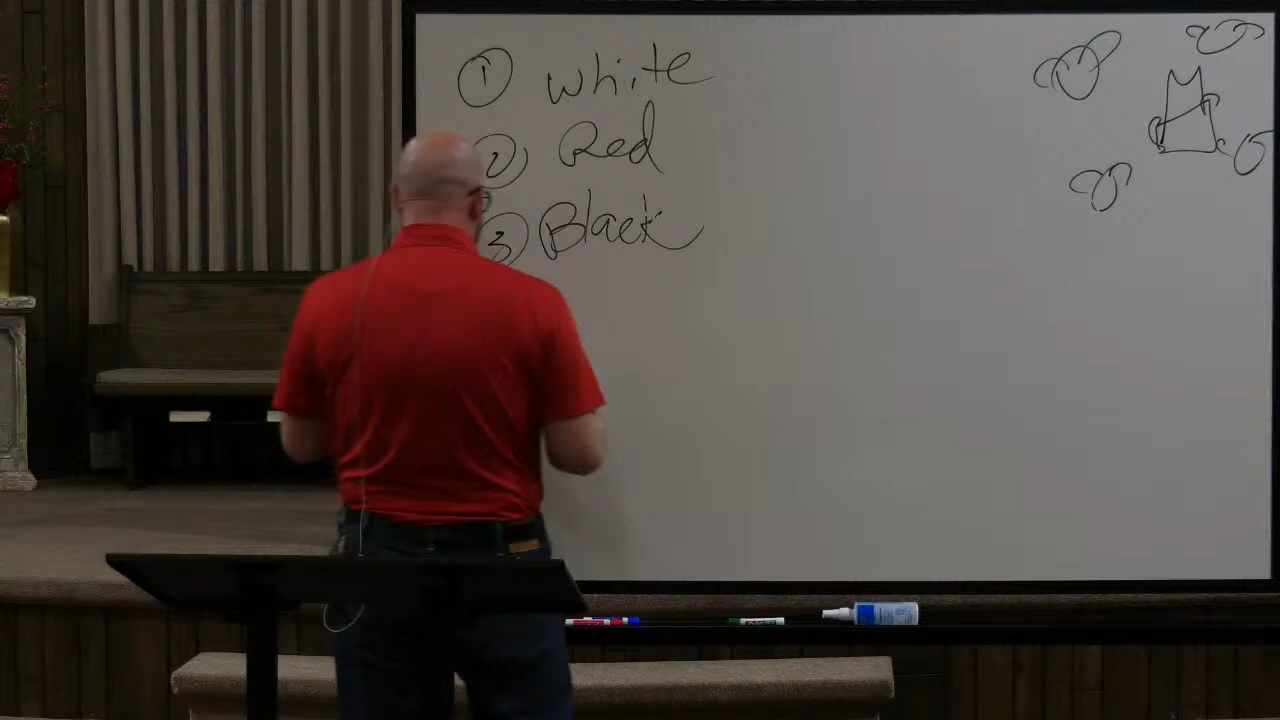 ① White
② Red
③ Black